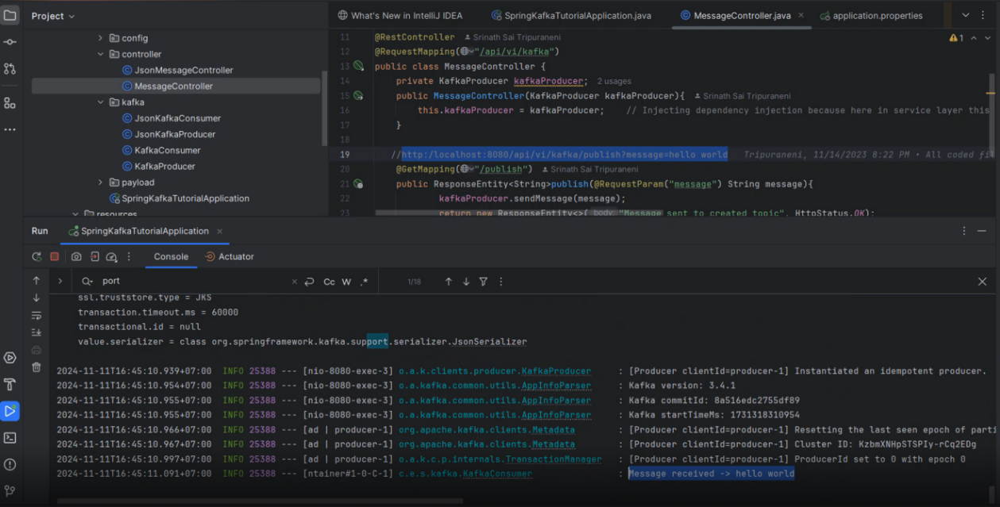 Project
What's New in IntelliJ IDEA
SpringKafkaTutorialApplication.java
MessageController.java
application.properties
config
controller
JsonMessageController
MessageController
kafka
JsonKafkaConsumer
JsonKafkaProducer
KafkaConsumer
KafkaProducer
payload
SpringKafkaTutorialApplication
resources
1
11 @RestController Srinath Sai Tripuraneni
12 @RequestMapping("/api/vi/kafka")
13 public class MessageController {
14 private KafkaProducer kafkaProducer; 2 usages
15 public MessageController(KafkaProducer kafkaProducer){ Srinath Sai Tripuraneni
16 this.kafkaProducer = kafkaProducer; // Injecting dependency injection because here in service layer this
17 }
18
19 //http:/localhost:8080/api/vi/kafka/publish?message=hello world Tripuraneni, 11/14/2023 8:22 PM • All coded fil
20 @GetMapping("/publish") Srinath Sai Tripuraneni
21 public ResponseEntity<String>publish(@RequestParam("message") String message){
22 kafkaProducer.sendMessage(message);
23 return new ResponseEntity<>( body: "Message sent to created topic", HttpStatus.OK);
Run SpringKafkaTutorialApplication
Console Actuator
port Cc W .* 1/18
ssl.truststore.type = JKS
transaction.timeout.ms = 60000
transactional.id = null
value.serializer = class org.springframework.kafka.support.serializer.JsonSerializer
2024-11-11T16:45:10.939+07:00 INFO 25388 --- [nio-8080-exec-3] o.a.k.clients.producer.KafkaProducer : [Producer clientId=producer-1] Instantiated an idempotent producer.
2024-11-11T16:45:10.954+07:00 INFO 25388 --- [nio-8080-exec-3] o.a.kafka.common.utils.AppInfoParser : Kafka version: 3.4.1
2024-11-11T16:45:10.955+07:00 INFO 25388 --- [nio-8080-exec-3] o.a.kafka.common.utils.AppInfoParser : Kafka commitId: 8a516edc2755df89
2024-11-11T16:45:10.955+07:00 INFO 25388 --- [nio-8080-exec-3] o.a.kafka.common.utils.AppInfoParser : Kafka startTimeMs: 1731318310954
2024-11-11T16:45:10.966+07:00 INFO 25388 --- [ad | producer-1] org.apache.kafka.clients.Metadata : [Producer clientId=producer-1] Resetting the last seen epoch of parti
2024-11-11T16:45:10.967+07:00 INFO 25388 --- [ad | producer-1] org.apache.kafka.clients.Metadata : [Producer clientId=producer-1] Cluster ID: KzbmXNHpSTSPIy-rCq2EDg
2024-11-11T16:45:10.997+07:00 INFO 25388 --- [ad | producer-1] o.a.k.c.p.internals.TransactionManager : [Producer clientId=producer-1] ProducerId set to 0 with epoch 0
2024-11-11T16:45:11.091+07:00 INFO 25388 --- [ntainer#1-0-C-1] c.e.s.kafka.KafkaConsumer : Message received -> hello world